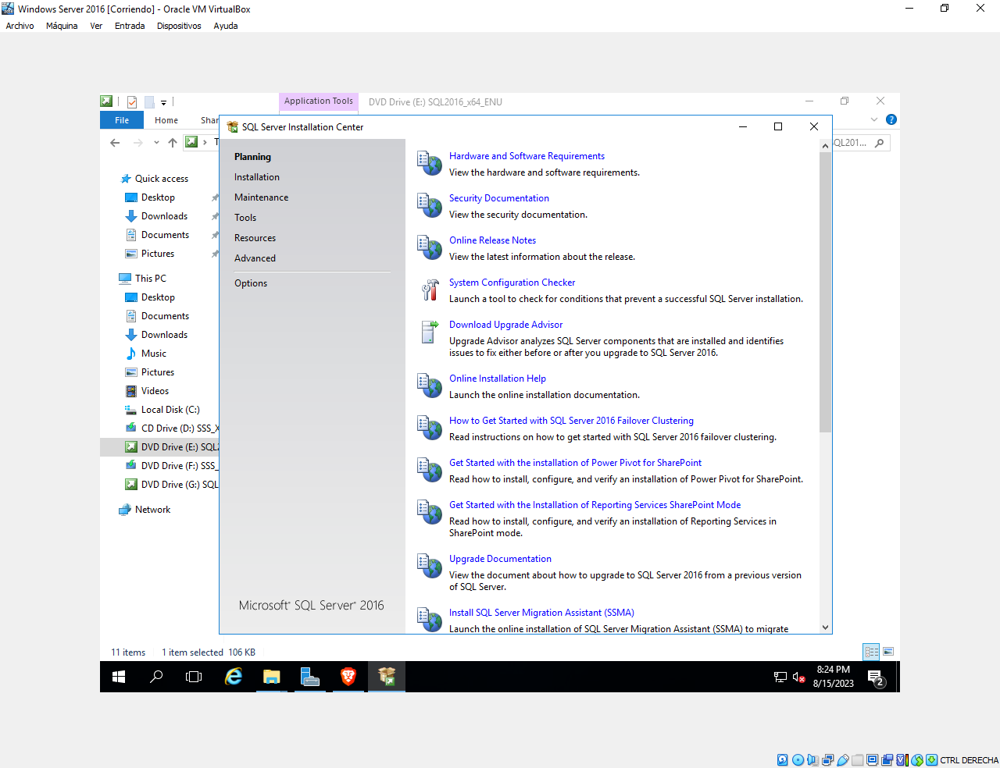 Windows Server 2016 [Corriendo] - Oracle VM VirtualBox
Archivo Máquina Ver Entrada Dispositivos Ayuda
Application Tools DVD Drive (E:) SQL2016_x64_ENU
File Home Shar
SQL Server Installation Center
QL201...
Quick access
Desktop
Downloads
Documents
Pictures
This PC
Desktop
Documents
Downloads
Music
Pictures
Videos
Local Disk (C:)
CD Drive (D:) SSS_X
DVD Drive (E:) SQL2
DVD Drive (F:) SSS_
DVD Drive (G:) SQL
Network
Planning
Installation
Maintenance
Tools
Resources
Advanced
Options
Microsoft® SQL Server® 2016
Hardware and Software Requirements
View the hardware and software requirements.
Security Documentation
View the security documentation.
Online Release Notes
View the latest information about the release.
System Configuration Checker
Launch a tool to check for conditions that prevent a successful SQL Server installation.
Download Upgrade Advisor
Upgrade Advisor analyzes SQL Server components that are installed and identifies
issues to fix either before or after you upgrade to SQL Server 2016.
Online Installation Help
Launch the online installation documentation.
How to Get Started with SQL Server 2016 Failover Clustering
Read instructions on how to get started with SQL Server 2016 failover clustering.
Get Started with the installation of Power Pivot for SharePoint
Read how to install, configure, and verify an installation of Power Pivot for SharePoint.
Get Started with the Installation of Reporting Services SharePoint Mode
Read how to install, configure, and verify an installation of Reporting Services in
SharePoint mode.
Upgrade Documentation
View the document about how to upgrade to SQL Server 2016 from a previous version
of SQL Server.
Install SQL Server Migration Assistant (SSMA)
Launch the online installation of SQL Server Migration Assistant (SSMA) to migrate
11 items 1 item selected 106 KB
8:24 PM
8/15/2023
2
CTRL DERECHA